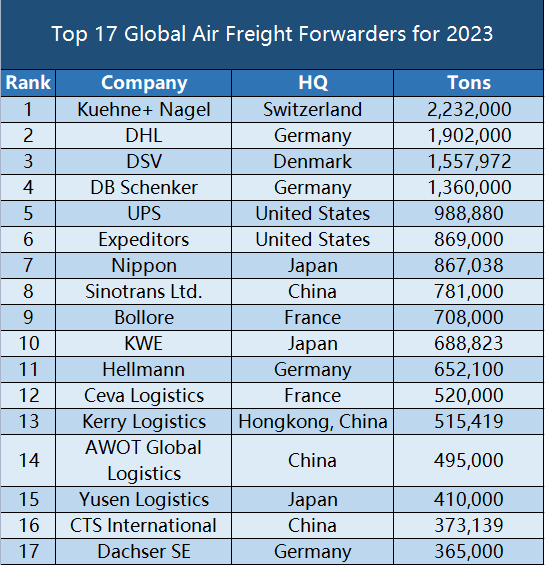 Top 17 Global Air Freight Forwarders for 2023
Rank Company HQ Tons
1 Kuehne+ Nagel Switzerland 2,232,000
2 DHL Germany 1,902,000
3 DSV Denmark 1,557,972
4 DB Schenker Germany 1,360,000
5 UPS United States 988,880
6 Expeditors United States 869,000
7 Nippon Japan 867,038
8 Sinotrans Ltd. China 781,000
9 Bollore France 708,000
10 KWE Japan 688,823
11 Hellmann Germany 652,100
12 Ceva Logistics France 520,000
13 Kerry Logistics Hongkong, China 515,419
14 AWOT Global
Logistics China 495,000
15 Yusen Logistics Japan 410,000
16 CTS International China 373,139
17 Dachser SE Germany 365,000